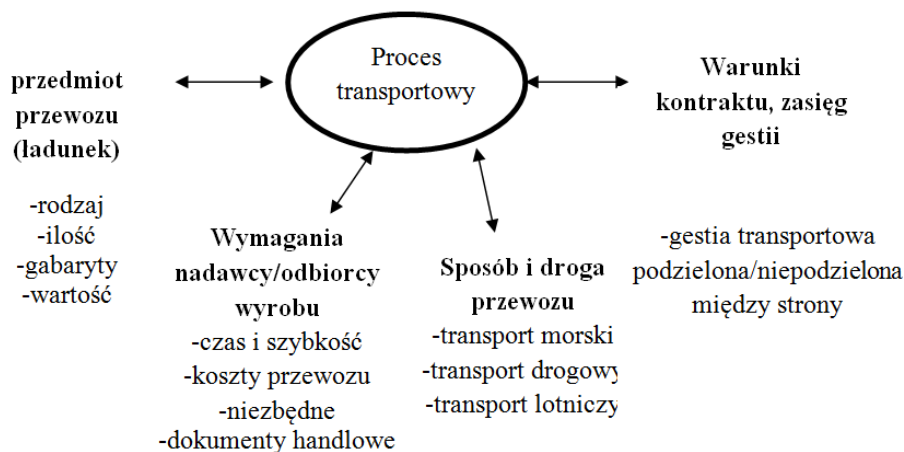 Proces
transportowy
przedmiot
przewozu
(ładunek)
-rodzaj
-ilość
-gabaryty
-wartość
Wymagania
nadawcy/odbiorcy
wyrobu
-czas i szybkość
-koszty przewozu
-niezbędne
-dokumenty handlowe
Sposób i droga
przewozu
-transport morski
-transport drogowy
-transport lotniczy
Warunki
kontraktu, zasięg
gestii
-gestia transportowa
podzielona/niepodzielona
między strony